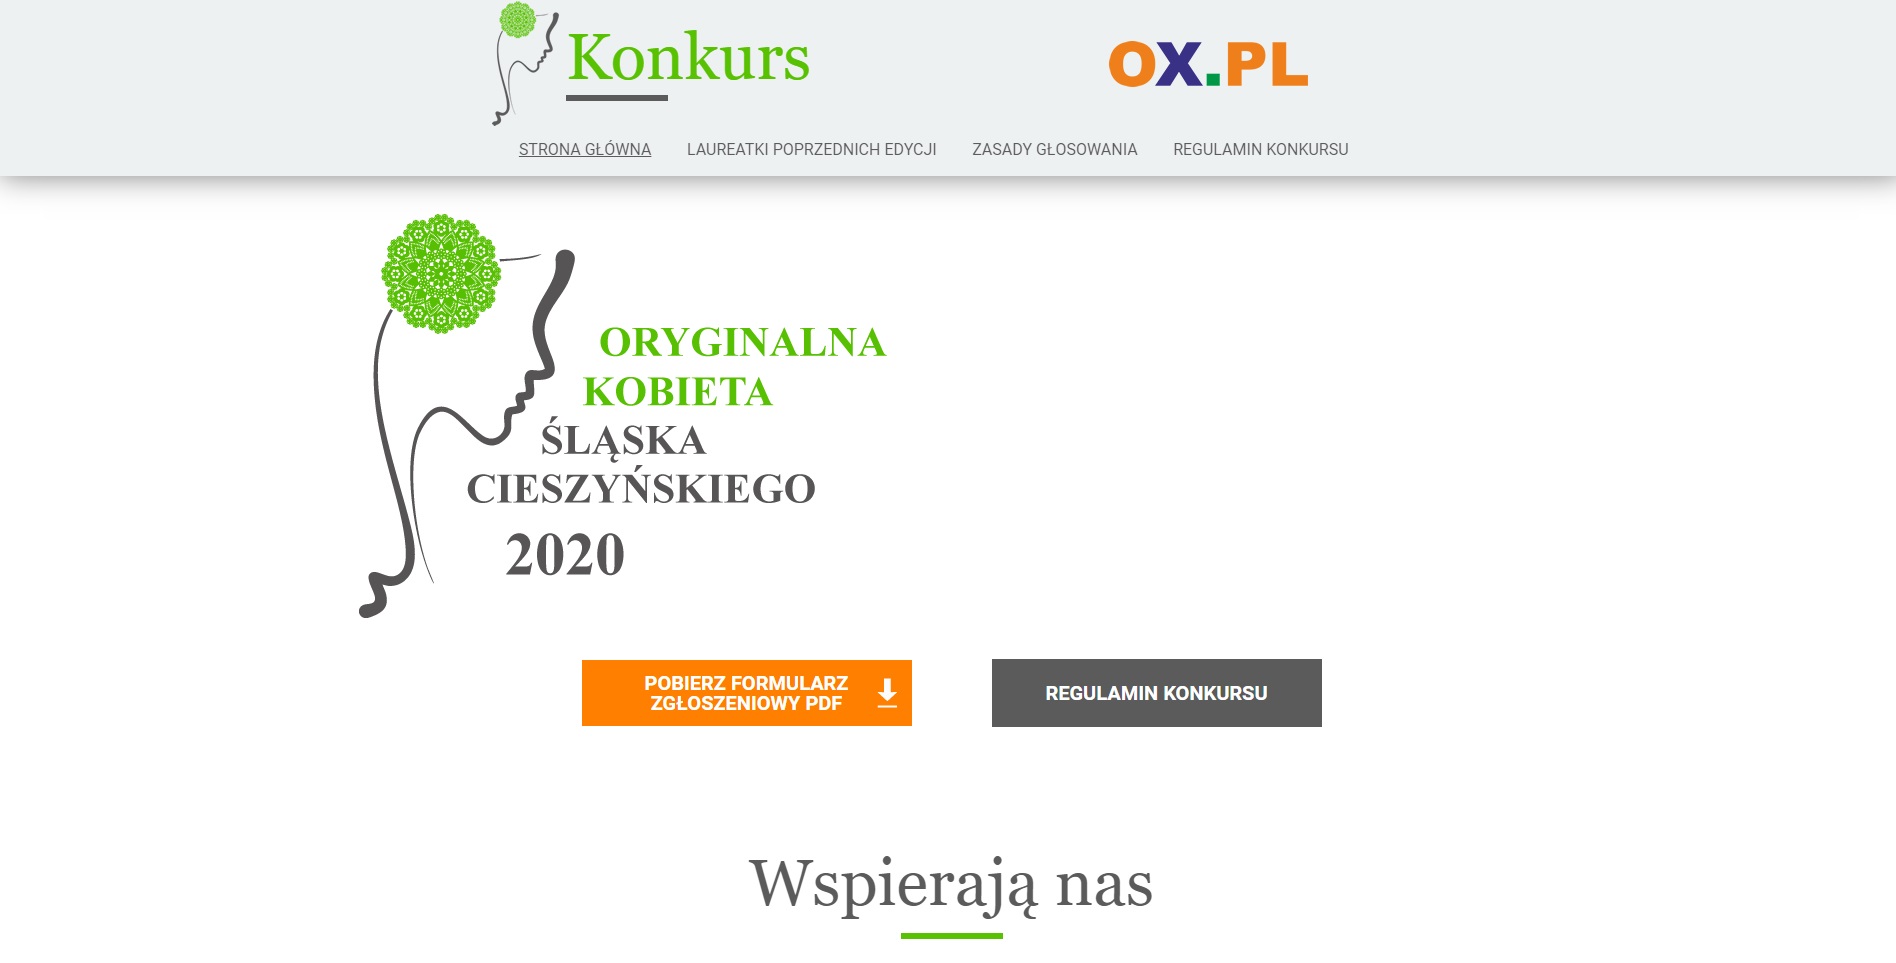 Konkurs
OX.PL
STRONA GŁÓWNA
LAUREATKI POPRZEDNICH EDYCJI
ZASADY GŁOSOWANIA
REGULAMIN KONKURSU
ORYGINALNA
KOBIETA
ŚLĄSKA
CIESZYŃSKIEGO
2020
POBIERZ FORMULARZ
ZGŁOSZENIOWY PDF
REGULAMIN KONKURSU
Wspierają nas